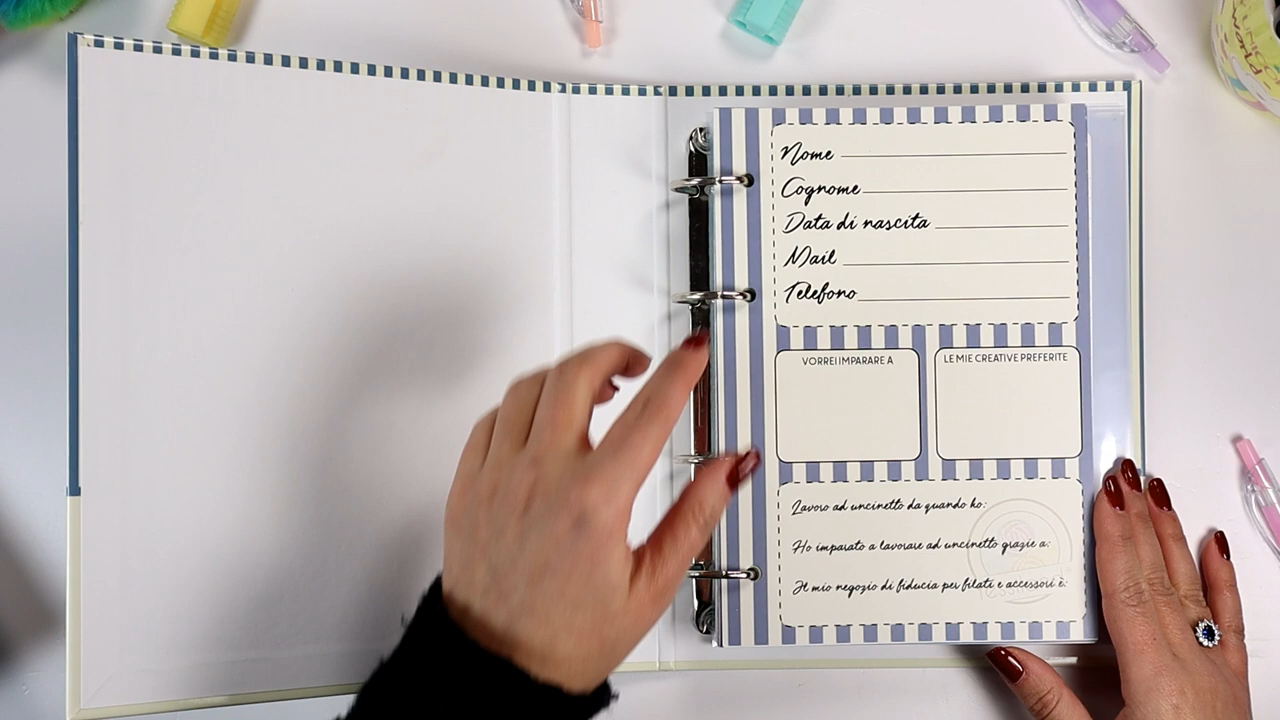 Nome
Cognome
Data di nascita
Mail
Telefono
VORREI IMPARARE A
LE MIE CREATIVE PREFERITE
Lavoro ad uncinetto da quando ho:
Ho imparato a lavorare ad uncinetto grazie a:
Il mio negozio di fiducia per filati e accessori è: